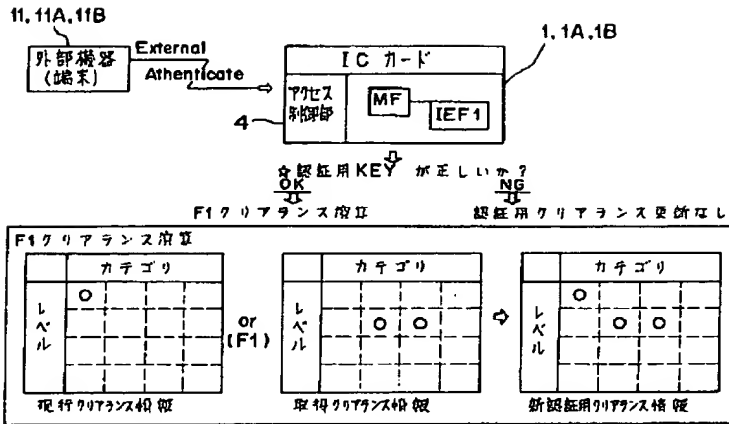 11,11A,11B
外部機器
(端末)
External
Athenticate
1,1A,1B
ICカード
アクセス
制御部
4
MF
IEF1
☆認証用KEY が正しいか?
OK
NG
F1クリアランス演算
認証用クリアランス更新なし
F1クリアランス演算
カテゴリ
レベル
or
(F1)
カテゴリ
レベル
カテゴリ
レベル
現行クリアランス情報
取得クリアランス情報
新認証用クリアランス情報